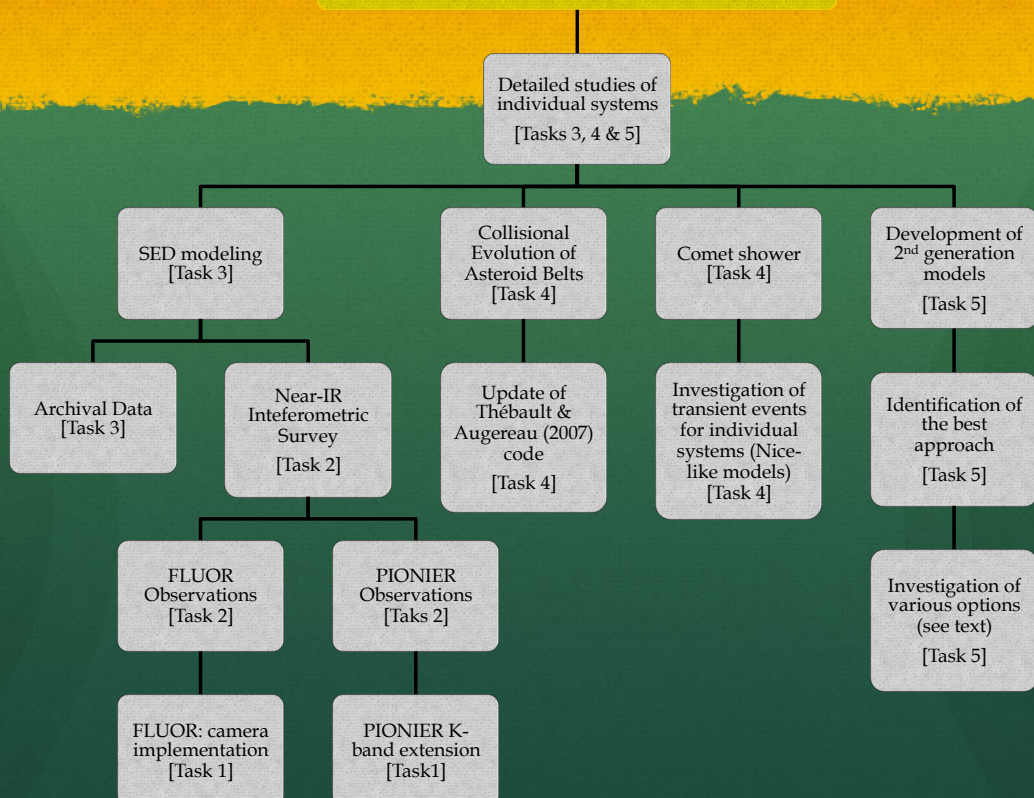 Detailed studies of
individual systems
[Tasks 3, 4 & 5]
SED modeling
[Task 3]
Collisional
Evolution of
Asteroid Belts
[Task 4]
Comet shower
[Task 4]
Development of
2nd generation
models
[Task 5]
Archival Data
[Task 3]
Near-IR
Inteferometric
Survey
[Task 2]
Update of
Thébault &
Augereau (2007)
code
[Task 4]
Investigation of
transient events
for individual
systems (Nice-
like models)
[Task 4]
Identification of
the best
approach
[Task 5]
FLUOR
Observations
[Task 2]
PIONIER
Observations
[Taks 2]
Investigation of
various options
(see text)
[Task 5]
FLUOR: camera
implementation
[Task 1]
PIONIER K-
band extension
[Task1]